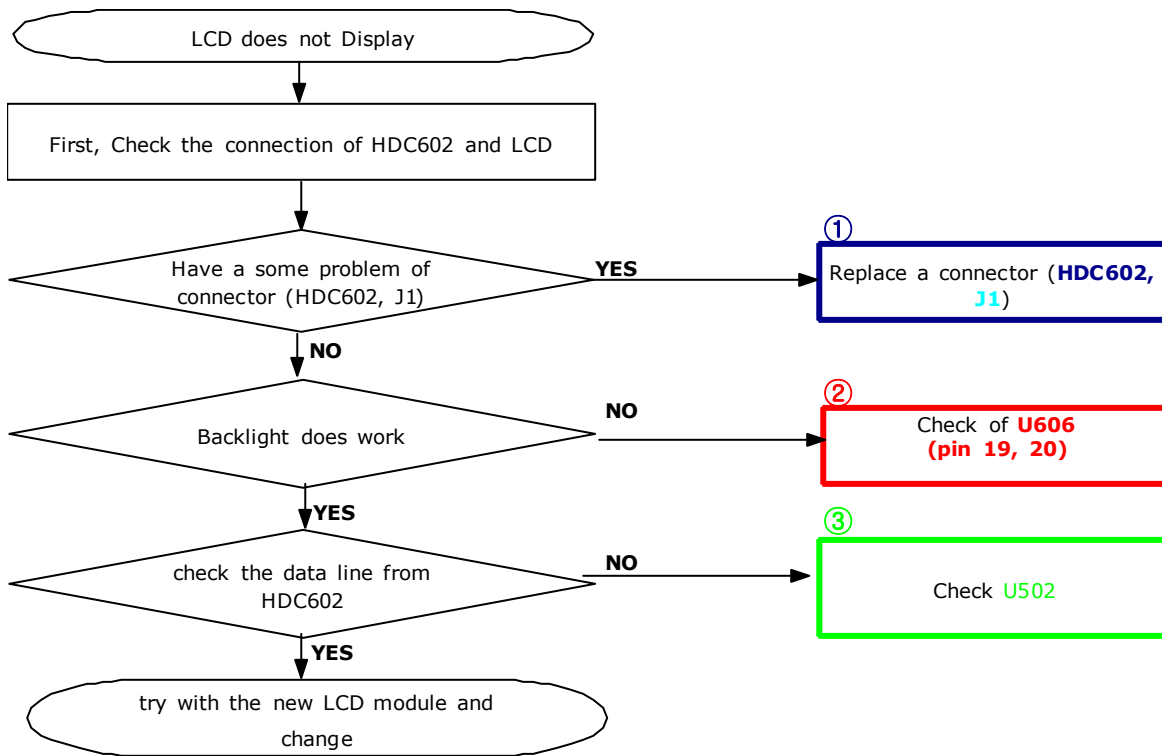 LCD does not Display
First, Check the connection of HDC602 and LCD
①
Have a some problem of
connector (HDC602, J1)
YES
Replace a connector (HDC602,
J1)
NO
②
Backlight does work
NO
Check of U606
(pin 19, 20)
YES
③
check the data line from
HDC602
NO
Check U502
YES
try with the new LCD module and
change